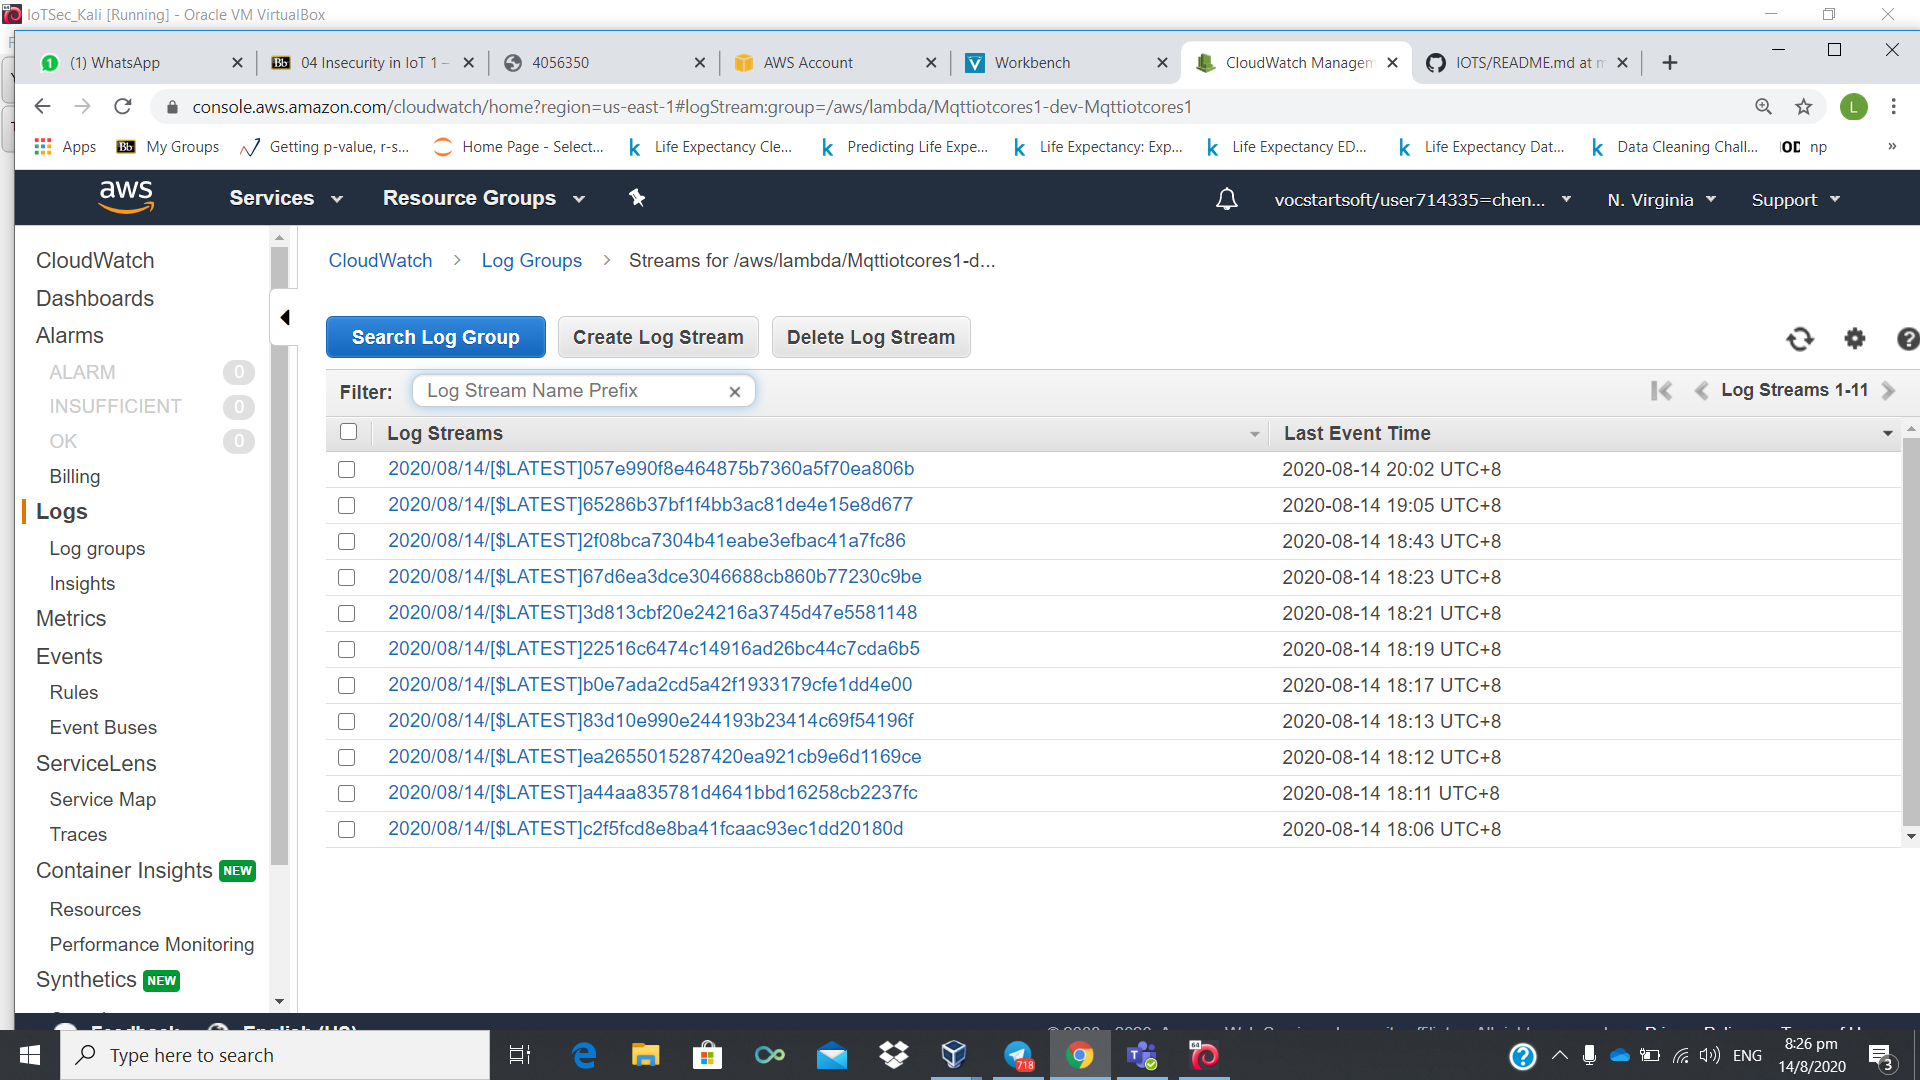 IoTSec_Kali [Running] - Oracle VM VirtualBox
(1) WhatsApp
04 Insecurity in IoT 1 –
4056350
AWS Account
Workbench
CloudWatch Managem
IOTS/README.md at m
console.aws.amazon.com/cloudwatch/home?region=us-east-1#logStream:group=/aws/lambda/Mqttiotcores1-dev-Mqttiotcores1
L
Apps
Bb My Groups
Getting p-value, r-s...
Home Page - Select...
k Life Expectancy Cle...
k Predicting Life Expe...
k Life Expectancy: Exp...
k Life Expectancy ED...
k Life Expectancy Dat...
k Data Cleaning Chall...
OD np
»
aws
Services
Resource Groups
vocstartsoft/user714335=chen...
N. Virginia
Support
CloudWatch
Dashboards
Alarms
ALARM 0
INSUFFICIENT 0
OK 0
Billing
Logs
Log groups
Insights
Metrics
Events
Rules
Event Buses
ServiceLens
Service Map
Traces
Container Insights NEW
Resources
Performance Monitoring
Synthetics NEW
CloudWatch > Log Groups > Streams for /aws/lambda/Mqttiotcores1-d...
Search Log Group
Create Log Stream
Delete Log Stream
Filter: Log Stream Name Prefix
Log Streams 1-11
Log Streams Last Event Time
2020/08/14/[$LATEST]057e990f8e464875b7360a5f70ea806b 2020-08-14 20:02 UTC+8
2020/08/14/[$LATEST]65286b37bf1f4bb3ac81de4e15e8d677 2020-08-14 19:05 UTC+8
2020/08/14/[$LATEST]2f08bca7304b41eabe3efbac41a7fc86 2020-08-14 18:43 UTC+8
2020/08/14/[$LATEST]67d6ea3dce3046688cb860b77230c9be 2020-08-14 18:23 UTC+8
2020/08/14/[$LATEST]3d813cbf20e24216a3745d47e5581148 2020-08-14 18:21 UTC+8
2020/08/14/[$LATEST]22516c6474c14916ad26bc44c7cda6b5 2020-08-14 18:19 UTC+8
2020/08/14/[$LATEST]b0e7ada2cd5a42f1933179cfe1dd4e00 2020-08-14 18:17 UTC+8
2020/08/14/[$LATEST]83d10e990e244193b23414c69f54196f 2020-08-14 18:13 UTC+8
2020/08/14/[$LATEST]ea2655015287420ea921cb9e6d1169ce 2020-08-14 18:12 UTC+8
2020/08/14/[$LATEST]a44aa835781d4641bbd16258cb2237fc 2020-08-14 18:11 UTC+8
2020/08/14/[$LATEST]c2f5fcd8e8ba41fcaac93ec1dd20180d 2020-08-14 18:06 UTC+8
Feedback English (US)
Type here to search
718
64
ENG
8:26 pm
14/8/2020
3